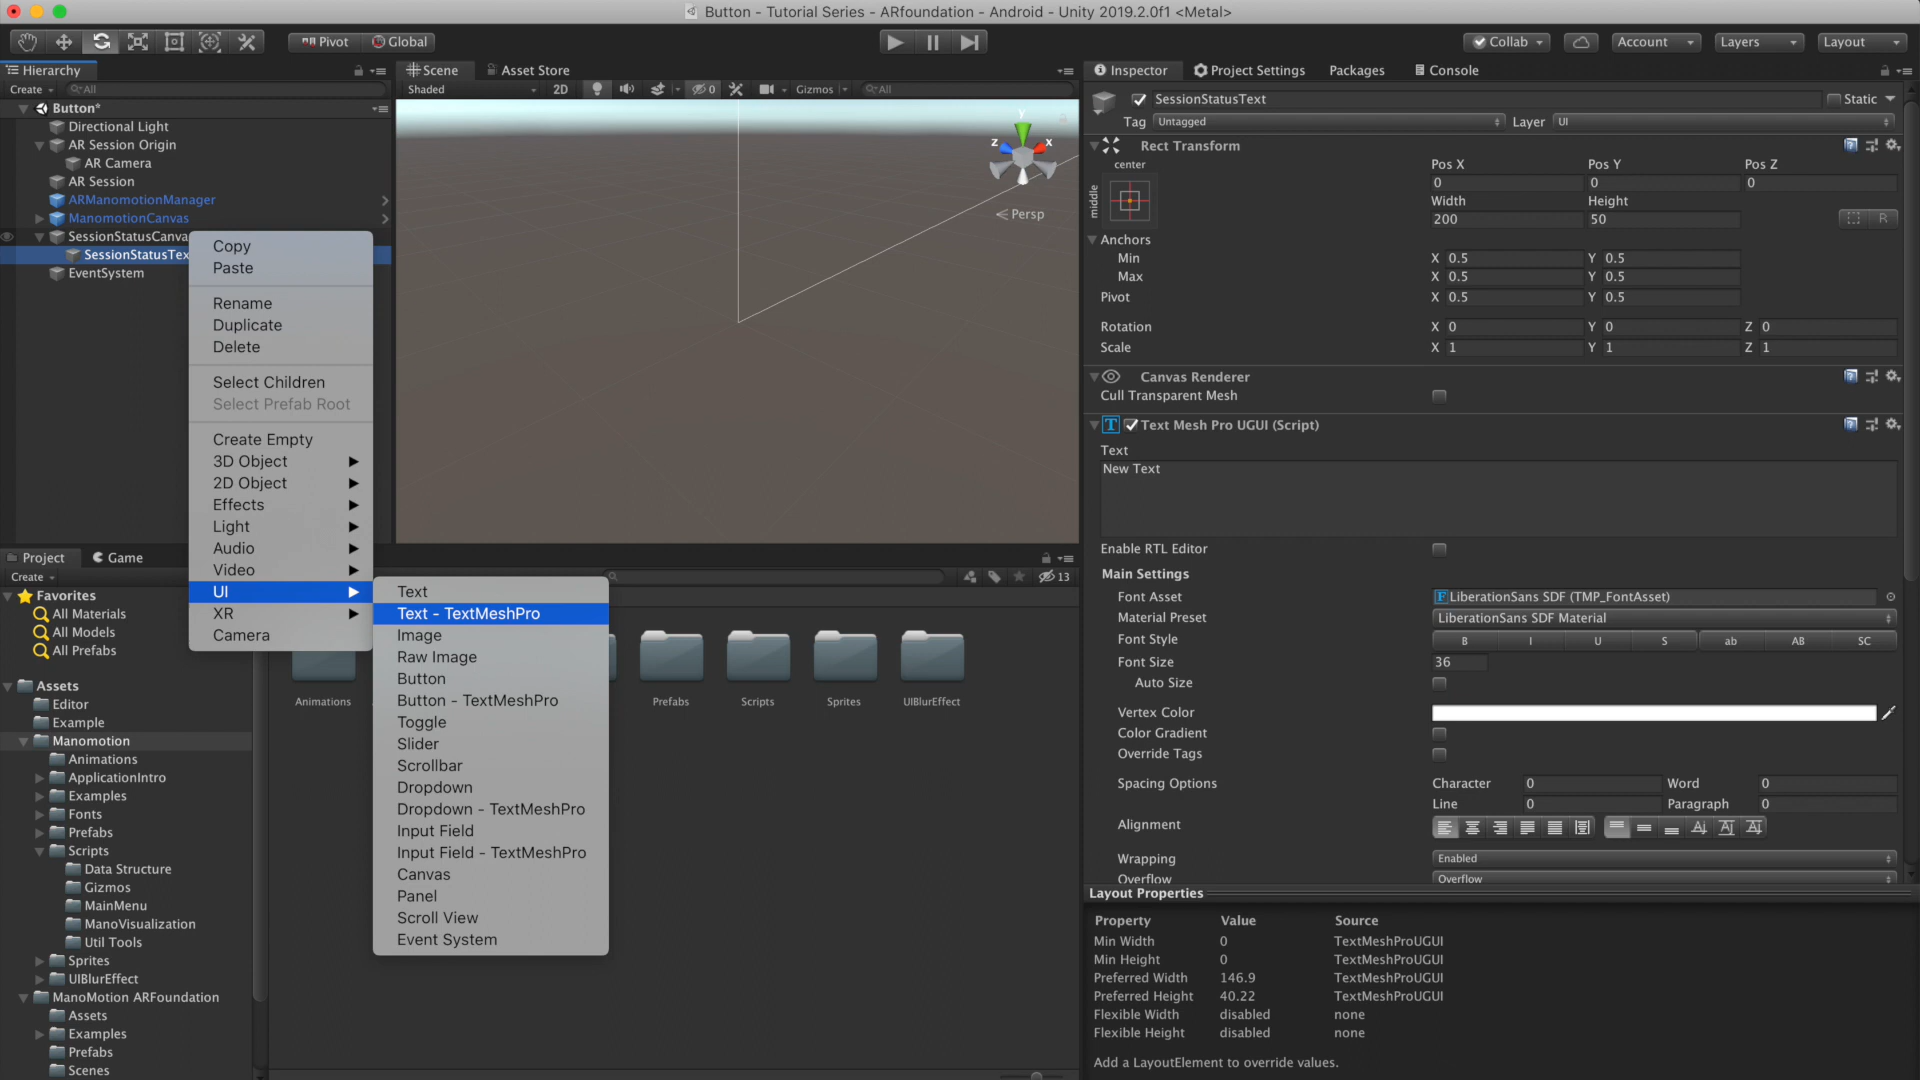 Button - Tutorial Series - ARfoundation - Android - Unity 2019.2.0f1 <Metal>
Pivot Global
Collab Account Layers Layout
Hierarchy
Create All
Button*
Directional Light
AR Session Origin
AR Camera
AR Session
ARManomotionManager
ManomotionCanvas
SessionStatusCanva
SessionStatusTex
EventSystem
Copy
Paste
Rename
Duplicate
Delete
Select Children
Select Prefab Root
Create Empty
3D Object
2D Object
Effects
Light
Audio
Video
UI
XR
Camera
Text
Text - TextMeshPro
Image
Raw Image
Button
Button - TextMeshPro
Toggle
Slider
Scrollbar
Dropdown
Dropdown - TextMeshPro
Input Field
Input Field - TextMeshPro
Canvas
Panel
Scroll View
Event System
Scene Asset Store
Shaded 2D 0 Gizmos All
y
z x
Persp
Project Game
Create
13
Favorites
All Materials
All Models
All Prefabs
Assets
Editor
Example
Manomotion
Animations
ApplicationIntro
Examples
Fonts
Prefabs
Scripts
Data Structure
Gizmos
MainMenu
ManoVisualization
Util Tools
Sprites
UIBlurEffect
ManoMotion ARFoundation
Assets
Examples
Prefabs
Scenes
Animations Prefabs Scripts Sprites UIBlurEffect
Inspector Project Settings Packages Console
SessionStatusText Static
Tag Untagged Layer UI
Rect Transform
center
middle
Pos X Pos Y Pos Z
0 0 0
Width Height
200 50
R
Anchors
Min X 0.5 Y 0.5
Max X 0.5 Y 0.5
Pivot X 0.5 Y 0.5
Rotation X 0 Y 0 Z 0
Scale X 1 Y 1 Z 1
Canvas Renderer
Cull Transparent Mesh
T Text Mesh Pro UGUI (Script)
Text
New Text
Enable RTL Editor
Main Settings
Font Asset F LiberationSans SDF (TMP_FontAsset)
Material Preset LiberationSans SDF Material
Font Style B I U S ab AB SC
Font Size 36
Auto Size
Vertex Color
Color Gradient
Override Tags
Spacing Options Character 0 Word 0
Line 0 Paragraph 0
Alignment
Wrapping Enabled
Overflow Overflow
Layout Properties
Property Value Source
Min Width 0 TextMeshProUGUI
Min Height 0 TextMeshProUGUI
Preferred Width 146.9 TextMeshProUGUI
Preferred Height 40.22 TextMeshProUGUI
Flexible Width disabled none
Flexible Height disabled none
Add a LayoutElement to override values.